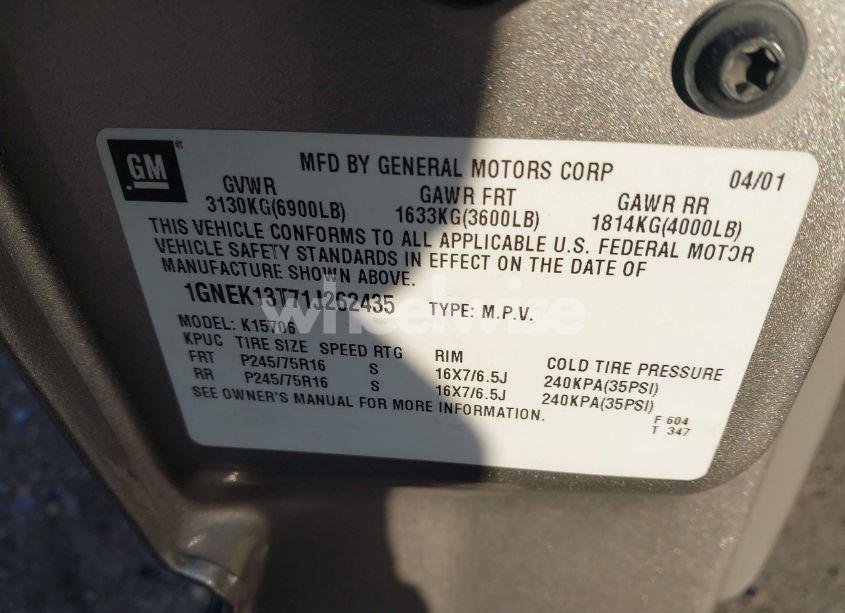 GM
MFD BY GENERAL MOTORS CORP 04/01
GVWR GAWR FRT GAWR RR
3130KG(6900LB) 1633KG(3600LB) 1814KG(4000LB)
THIS VEHICLE CONFORMS TO ALL APPLICABLE U.S. FEDERAL MOTOR
VEHICLE SAFETY STANDARDS IN EFFECT ON THE DATE OF
MANUFACTURE SHOWN ABOVE.
1GNEK13T71J262435 TYPE: M.P.V.
MODEL: K15706
KPUC TIRE SIZE SPEED RTG RIM COLD TIRE PRESSURE
FRT P245/75R16 S 16X7/6.5J 240KPA(35PSI)
RR P245/75R16 S 16X7/6.5J 240KPA(35PSI)
SEE OWNER'S MANUAL FOR MORE INFORMATION.
F 604
T 347
wheelwise